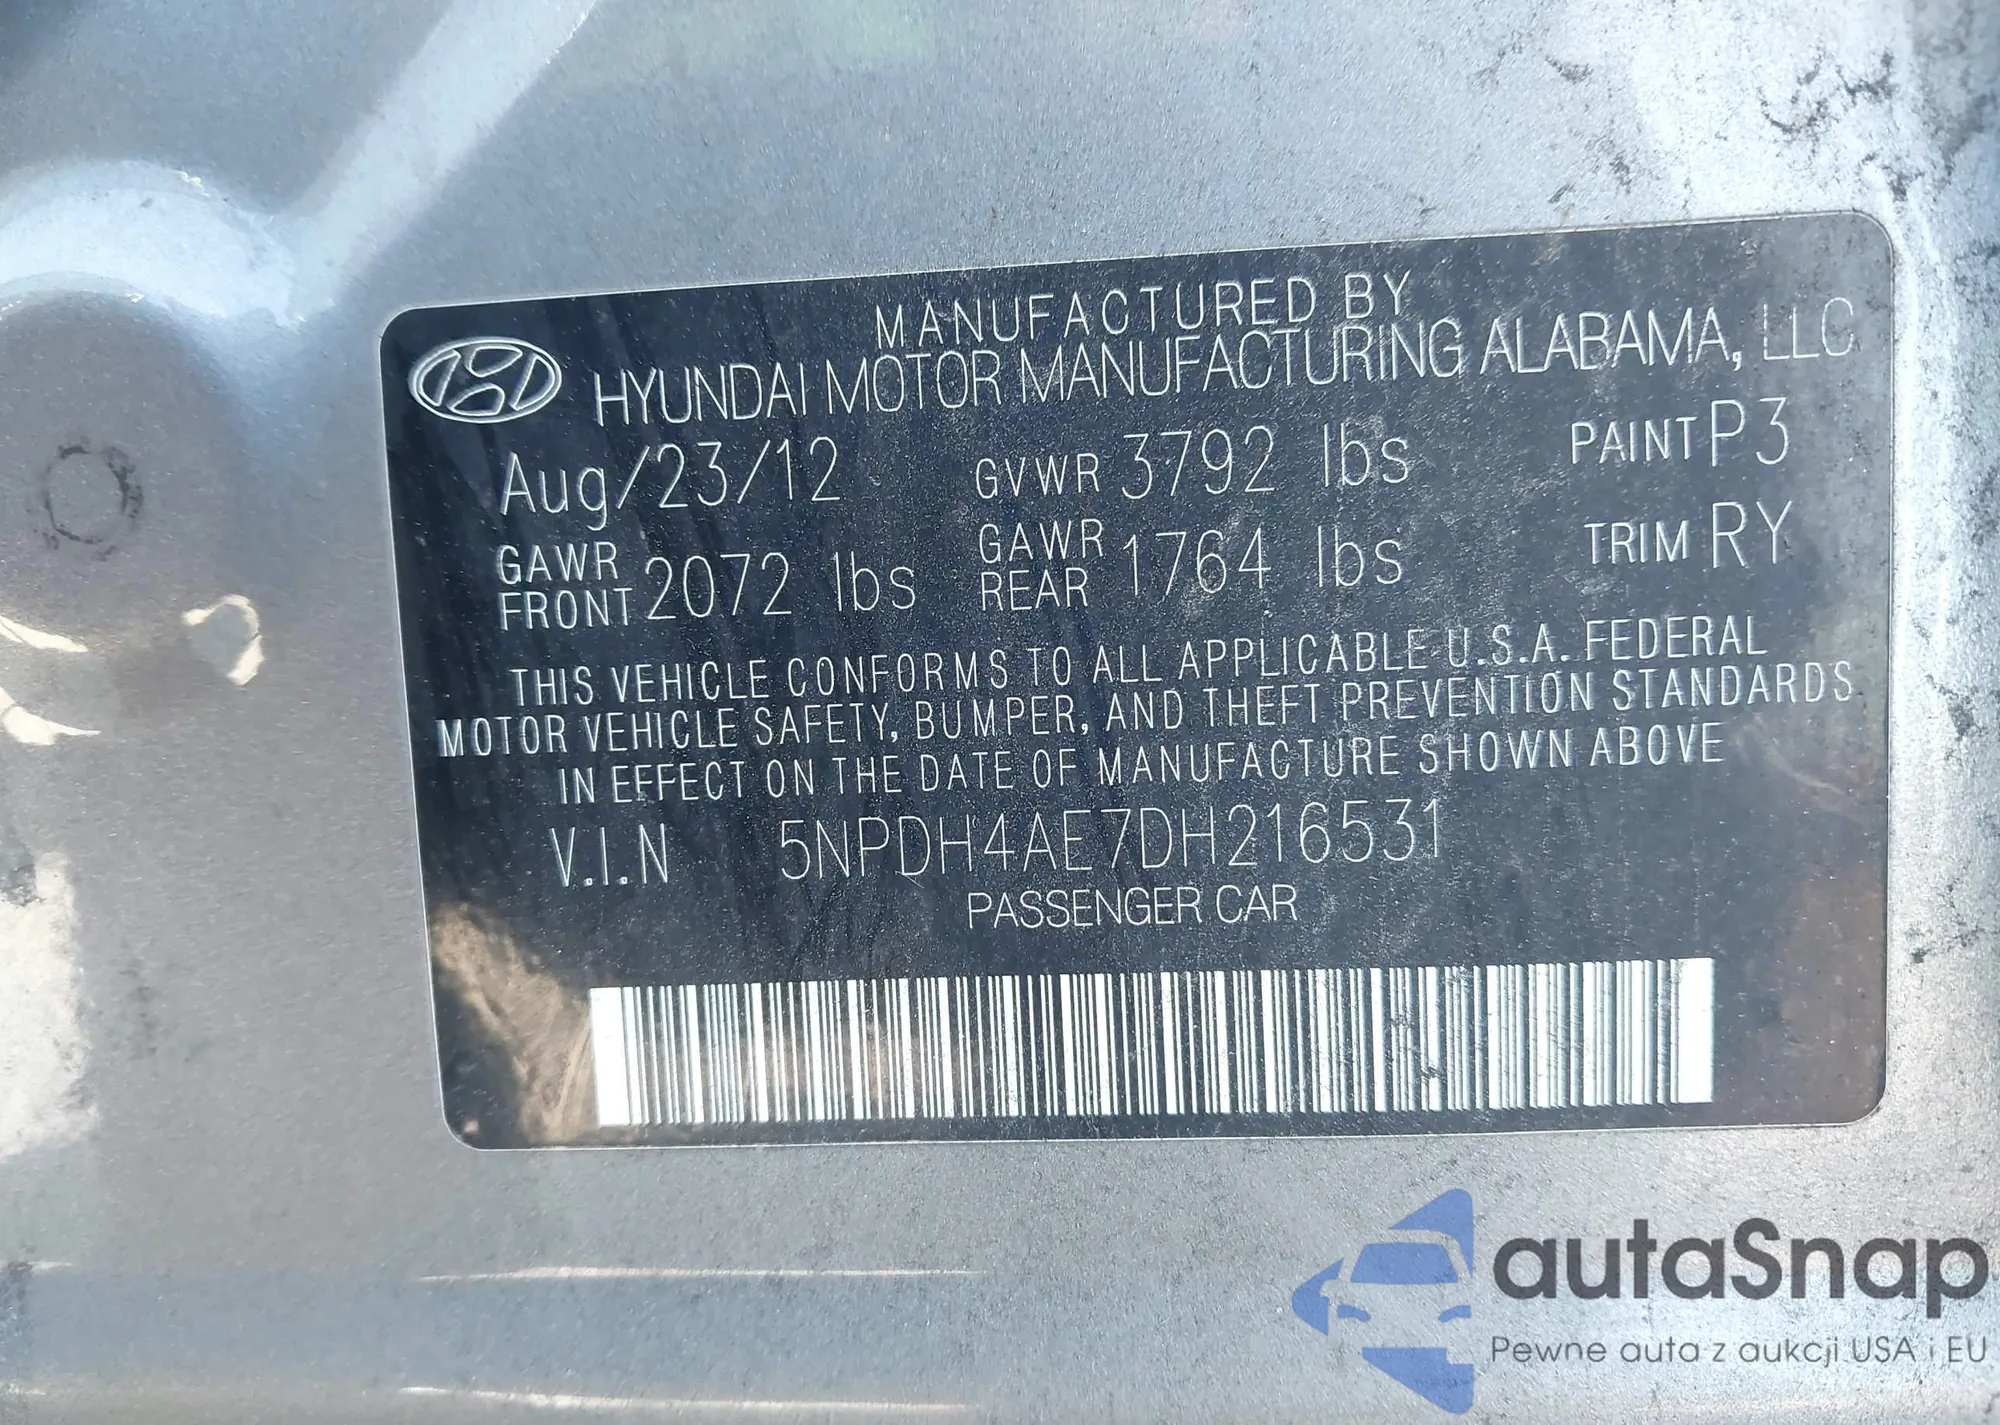 MANUFACTURED BY
HYUNDAI MOTOR MANUFACTURING ALABAMA, LLC
Aug/23/12 GVWR 3792 lbs PAINT P3
GAWR FRONT 2072 lbs GAWR REAR 1764 lbs TRIM RY
THIS VEHICLE CONFORMS TO ALL APPLICABLE U.S.A. FEDERAL
MOTOR VEHICLE SAFETY, BUMPER, AND THEFT PREVENTION STANDARDS
IN EFFECT ON THE DATE OF MANUFACTURE SHOWN ABOVE
V.I.N 5NPDH4AE7DH216531
PASSENGER CAR
autaSnap
Pewne auta z aukcji USA i EU